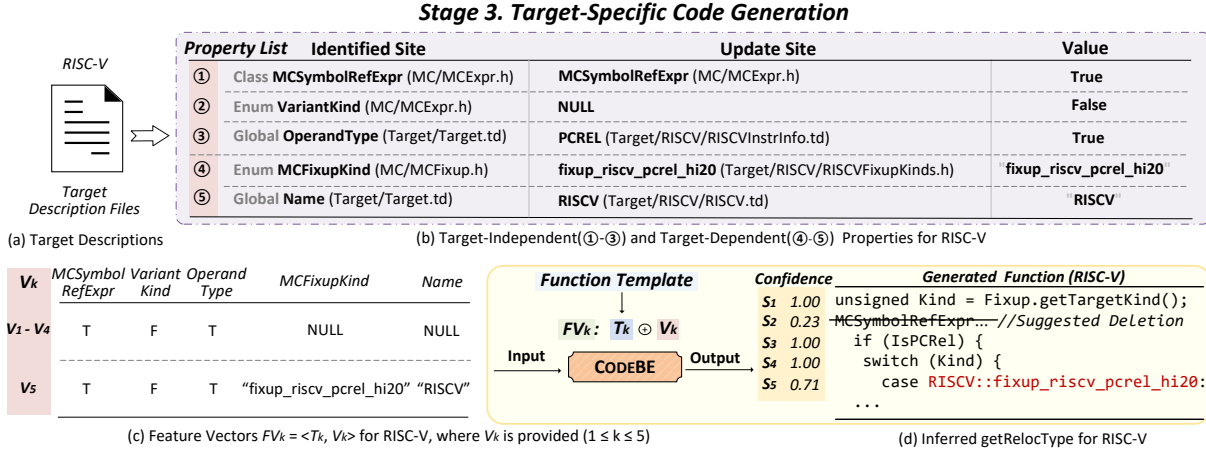 Stage 3. Target-Specific Code Generation
RISC-V
Target
Description Files
(a) Target Descriptions
Property List Identified Site Update Site Value
① Class MCSymbolRefExpr (MC/MCExpr.h) MCSymbolRefExpr (MC/MCExpr.h) True
② Enum VariantKind (MC/MCExpr.h) NULL False
③ Global OperandType (Target/Target.td) PCREL (Target/RISCV/RISCVInstrInfo.td) True
④ Enum MCFixupKind (MC/MCFixup.h) fixup_riscv_pcrel_hi20 (Target/RISCV/RISCVFixupKinds.h) "fixup_riscv_pcrel_hi20"
⑤ Global Name (Target/Target.td) RISCV (Target/RISCV/RISCV.td) "RISCV"
(b) Target-Independent(①-③) and Target-Dependent(④-⑤) Properties for RISC-V
Vk MCSymbol RefExpr Variant Kind Operand Type MCFixupKind Name
V1 - V4 T F T NULL NULL
V5 T F T "fixup_riscv_pcrel_hi20" "RISCV"
(c) Feature Vectors FVk = <Tk, Vk> for RISC-V, where Vk is provided (1 ≤ k ≤ 5)
Function Template
FVk: Tk ⊕ Vk
Input CODEBE Output
Confidence Generated Function (RISC-V)
S1 1.00 unsigned Kind = Fixup.getTargetKind();
S2 0.23 MCSymbolRefExpr… //Suggested Deletion
S3 1.00 if (IsPCRel) {
S4 1.00 switch (Kind) {
S5 0.71 case RISCV::fixup_riscv_pcrel_hi20:
...
(d) Inferred getRelocType for RISC-V